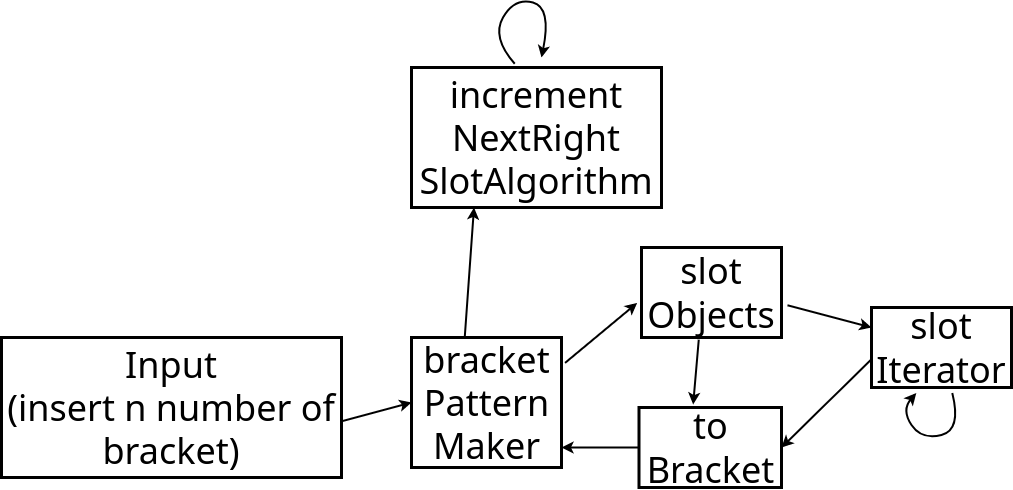 increment
NextRight
SlotAlgorithm
slot
Objects
slot
Iterator
Input
(insert n number of
bracket)
bracket
Pattern
Maker
to
Bracket